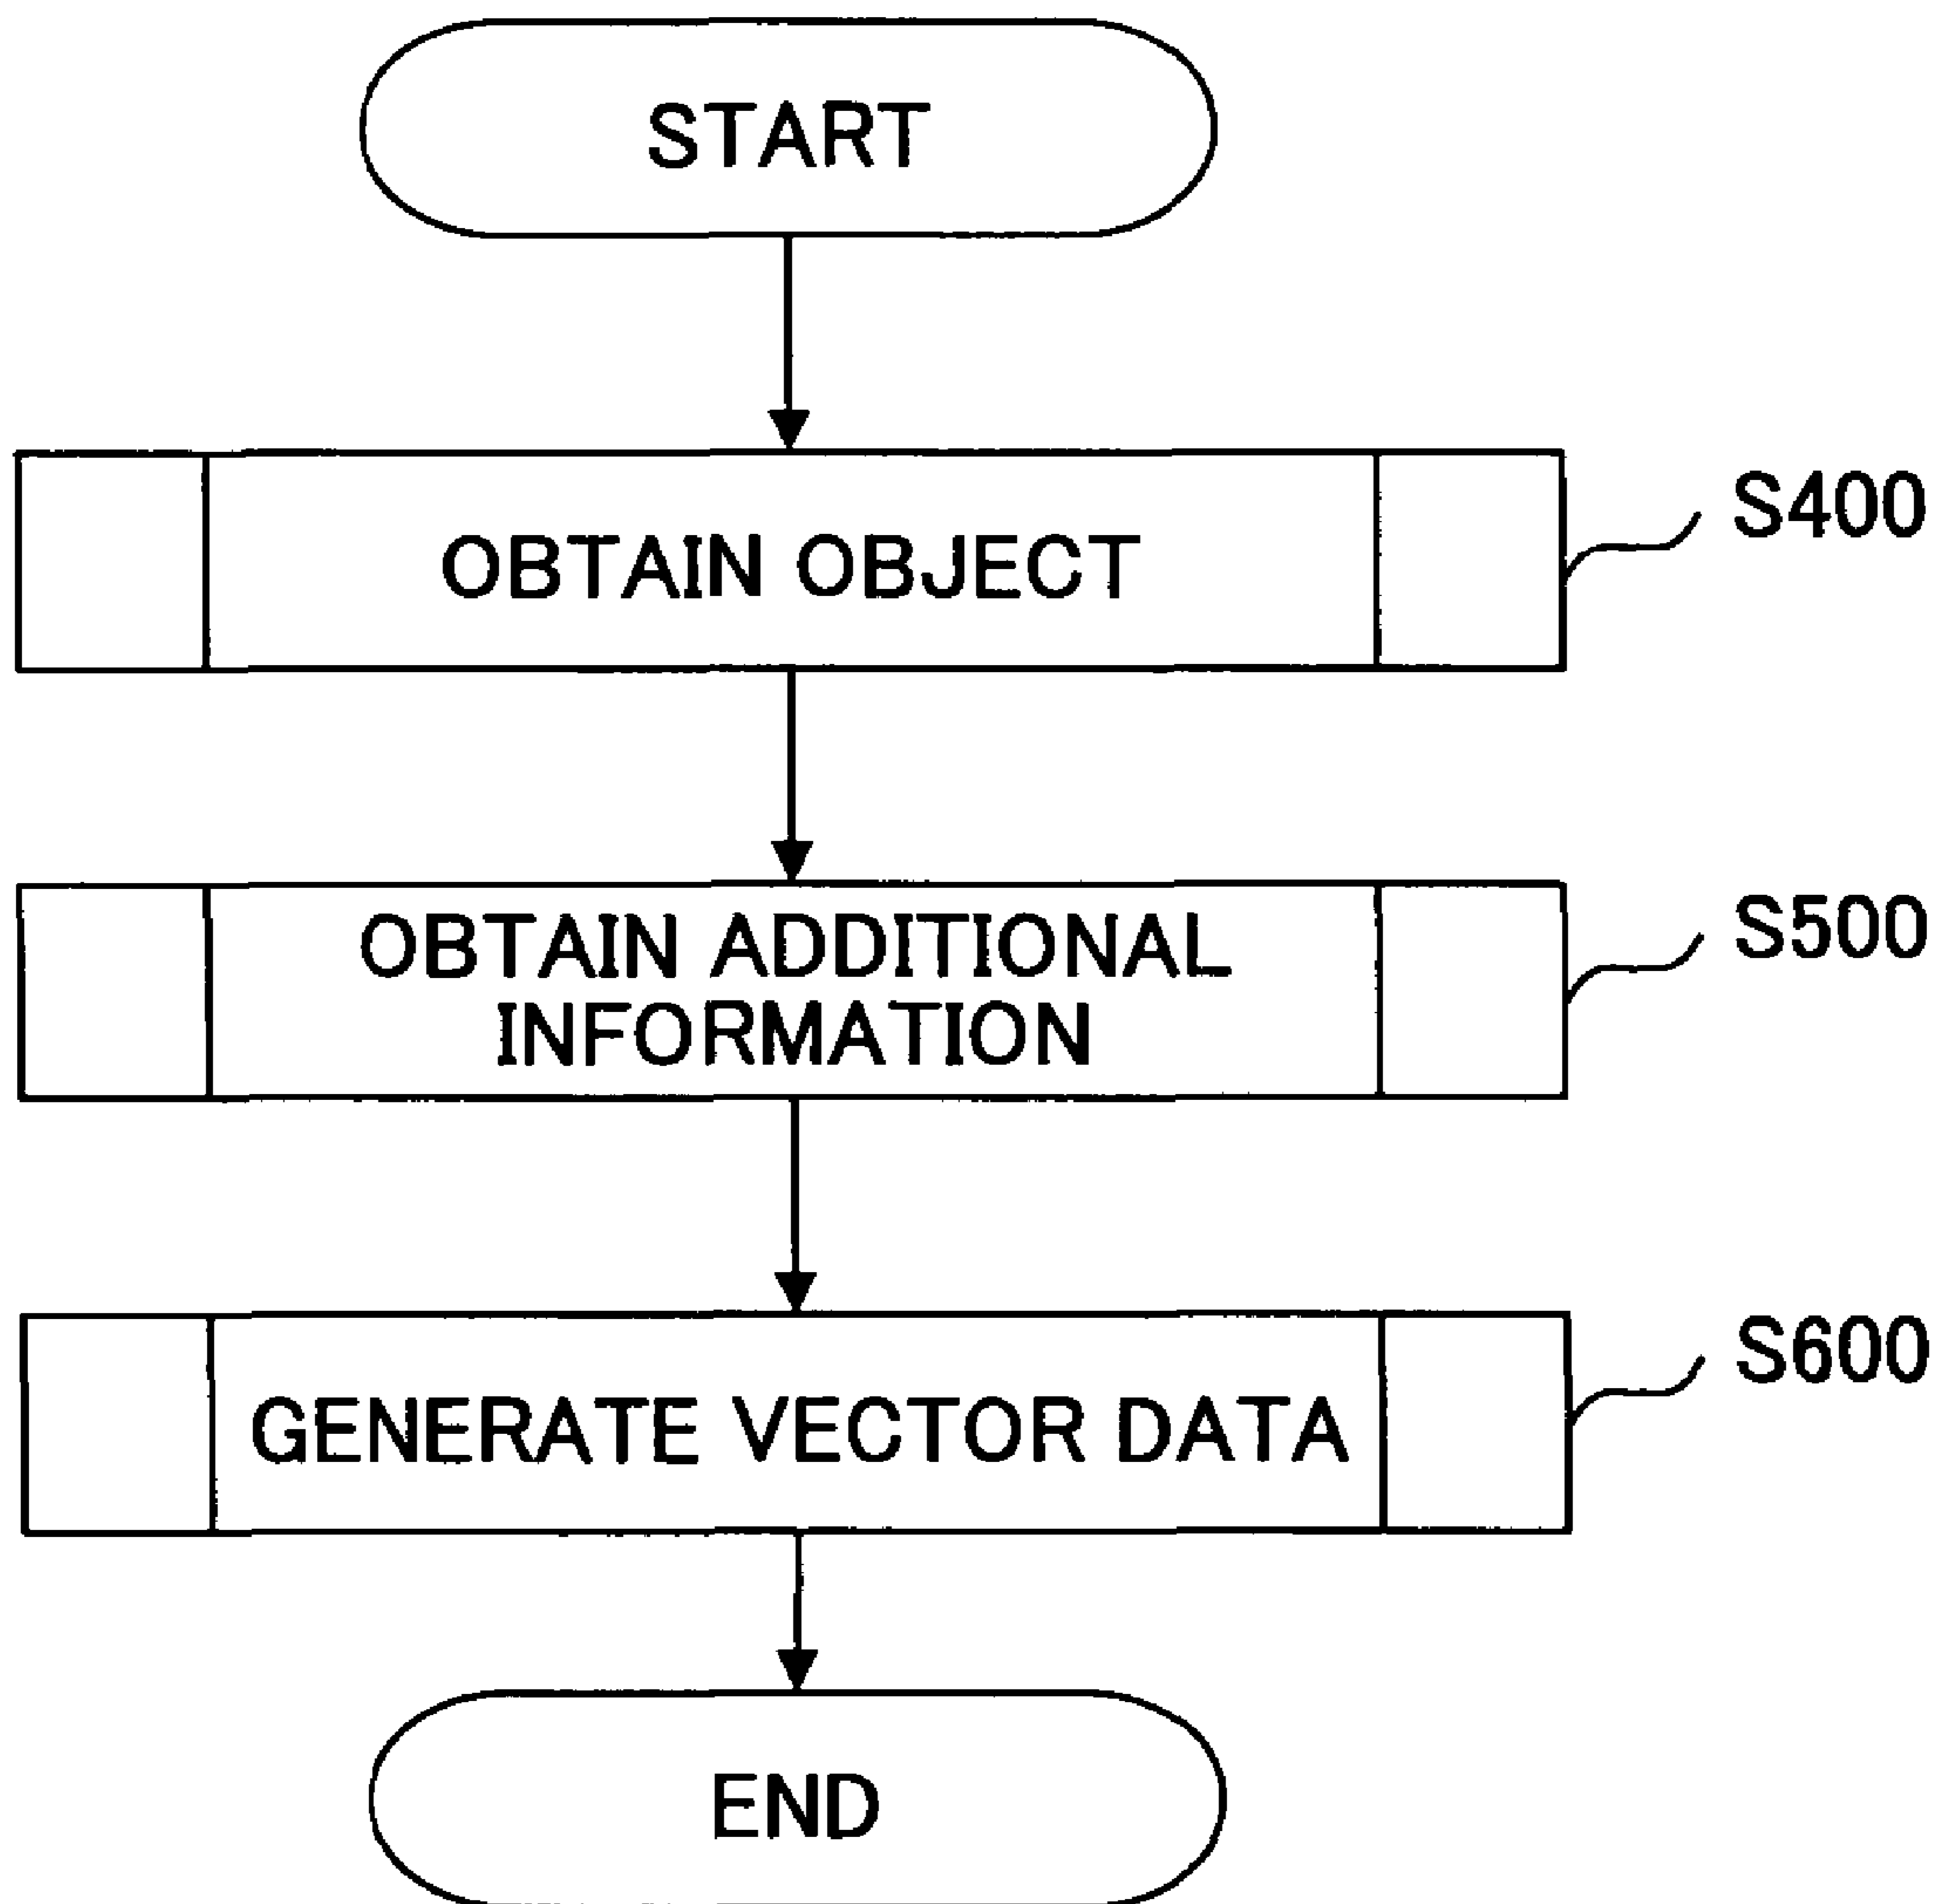 START
OBTAIN OBJECT
S400
OBTAIN ADDITIONAL
INFORMATION
S500
GENERATE VECTOR DATA
S600
END